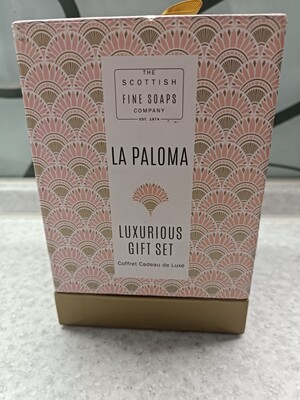 THE
SCOTTISH
FINE SOAPS
COMPANY
EST. 1974
LA PALOMA
LUXURIOUS
GIFT SET
Coffret Cadeau de Luxe